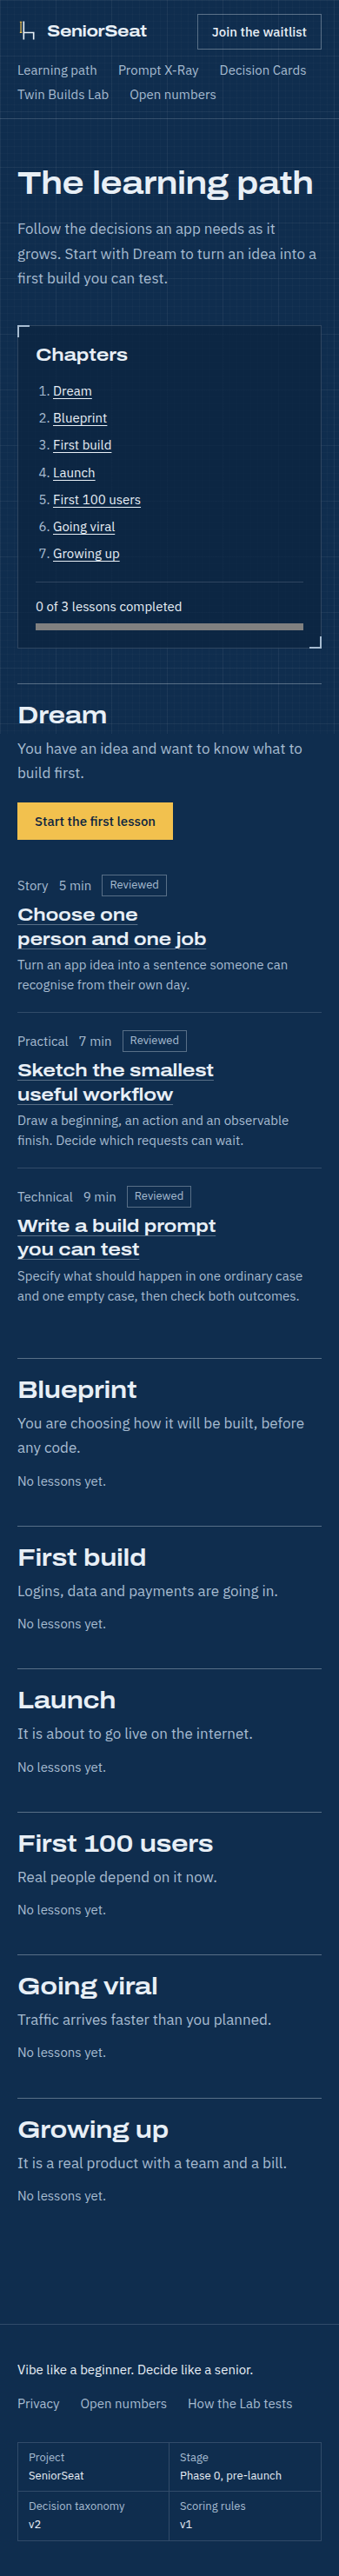 SeniorSeat
Join the waitlist
Learning path Prompt X-Ray Decision Cards
Twin Builds Lab Open numbers
The learning path
Follow the decisions an app needs as it
grows. Start with Dream to turn an idea into a
first build you can test.
Chapters
1. Dream
2. Blueprint
3. First build
4. Launch
5. First 100 users
6. Going viral
7. Growing up
0 of 3 lessons completed
Dream
You have an idea and want to know what to
build first.
Start the first lesson
Story 5 min Reviewed
Choose one
person and one job
Turn an app idea into a sentence someone can
recognise from their own day.
Practical 7 min Reviewed
Sketch the smallest
useful workflow
Draw a beginning, an action and an observable
finish. Decide which requests can wait.
Technical 9 min Reviewed
Write a build prompt
you can test
Specify what should happen in one ordinary case
and one empty case, then check both outcomes.
Blueprint
You are choosing how it will be built, before
any code.
No lessons yet.
First build
Logins, data and payments are going in.
No lessons yet.
Launch
It is about to go live on the internet.
No lessons yet.
First 100 users
Real people depend on it now.
No lessons yet.
Going viral
Traffic arrives faster than you planned.
No lessons yet.
Growing up
It is a real product with a team and a bill.
No lessons yet.
Vibe like a beginner. Decide like a senior.
Privacy Open numbers How the Lab tests
Project
SeniorSeat
Stage
Phase 0, pre-launch
Decision taxonomy
v2
Scoring rules
v1